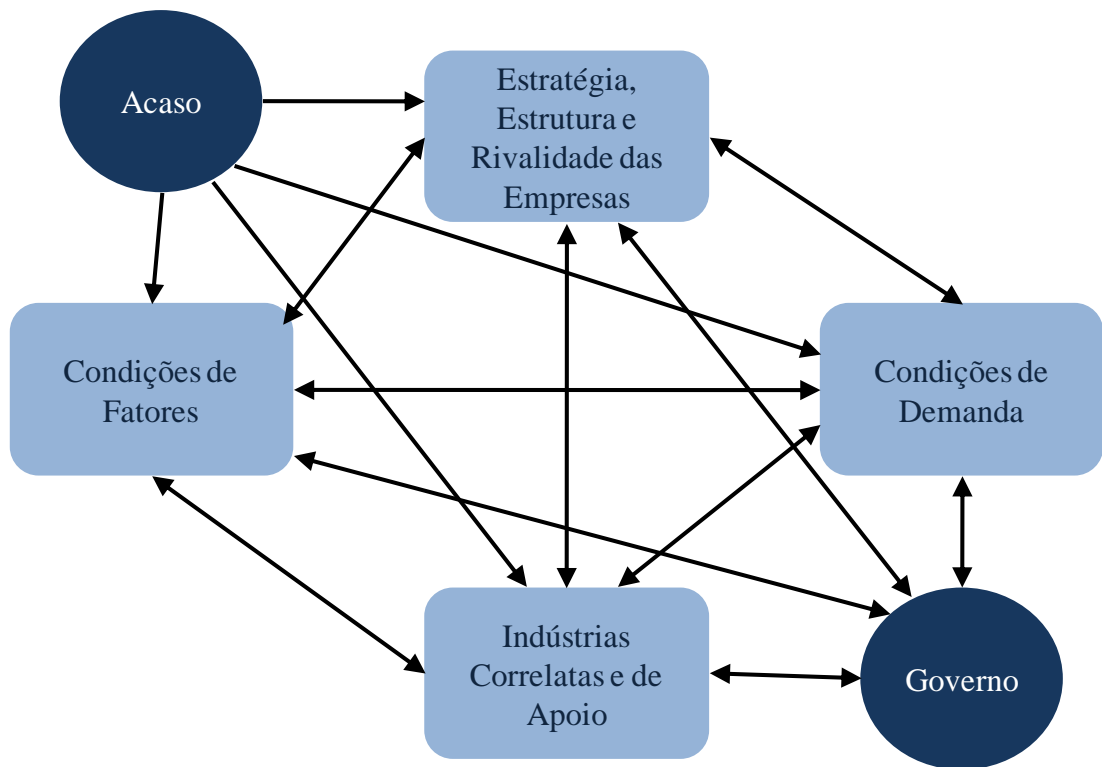 Acaso
Estratégia,
Estrutura e
Rivalidade das
Empresas
Condições de
Fatores
Condições de
Demanda
Indústrias
Correlatas e de
Apoio
Governo